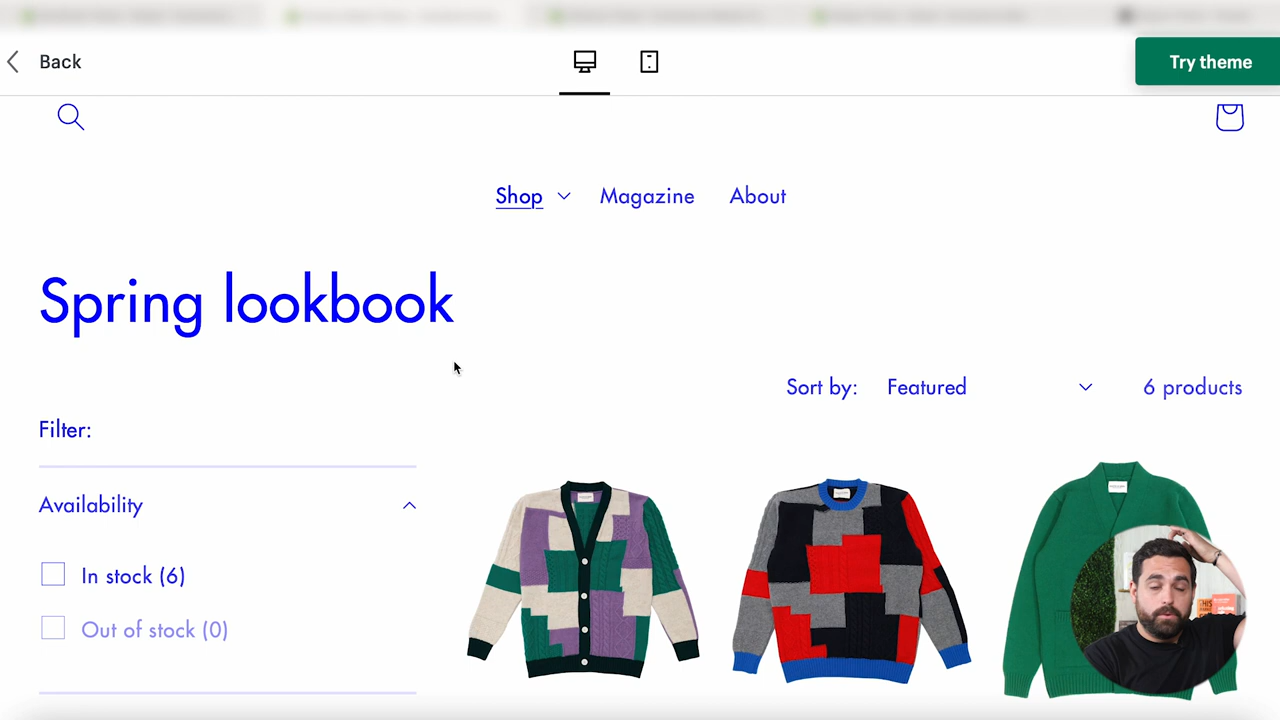 Back
Try theme
Shop Magazine About
Spring lookbook
Sort by: Featured 6 products
Filter:
Availability
In stock (6)
Out of stock (0)